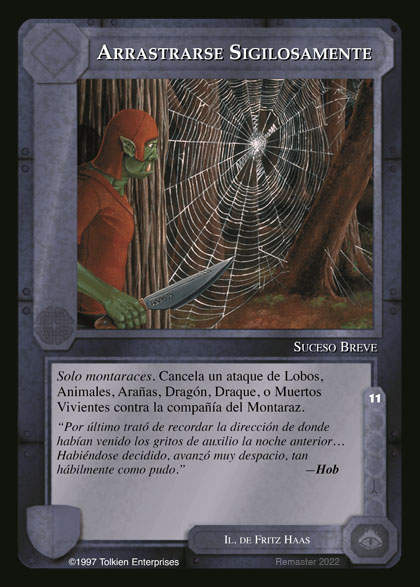 Arrastrarse Sigilosamente
Suceso Breve
Solo montaraces. Cancela un ataque de Lobos,
Animales, Arañas, Dragón, Draque, o Muertos
Vivientes contra la compañía del Montaraz.
11
“Por último trató de recordar la dirección de donde
habían venido los gritos de auxilio la noche anterior…
Habiéndose decidido, avanzó muy despacio, tan
hábilmente como pudo.” —Hob
Il. de Fritz Haas
©1997 Tolkien Enterprises
Remaster 2022